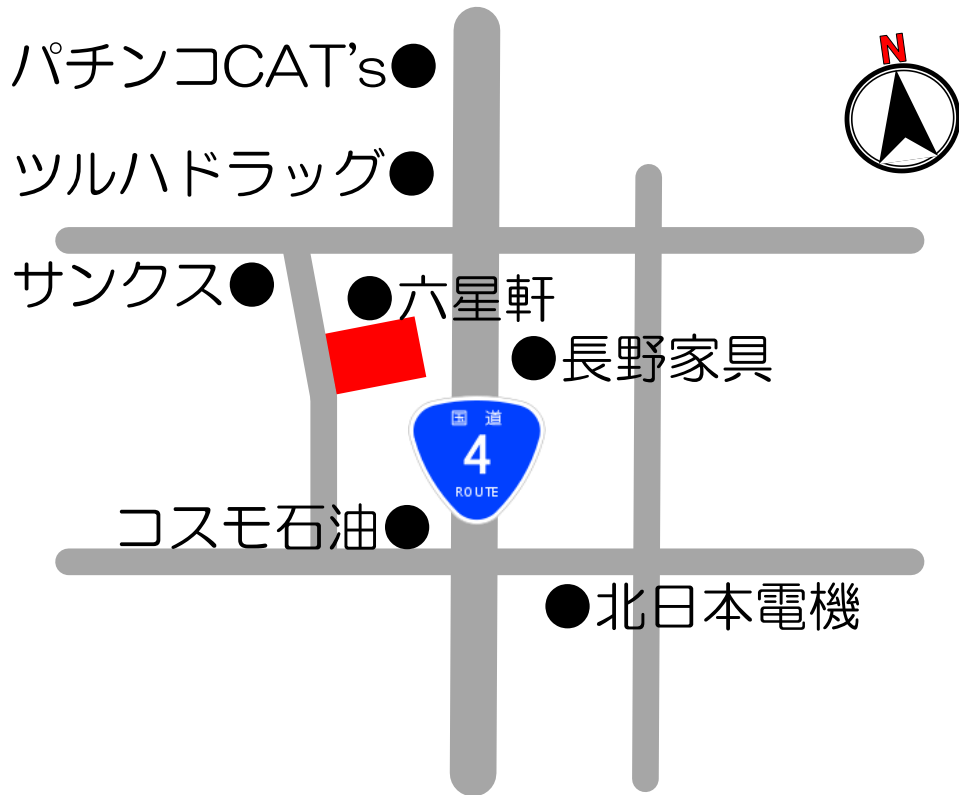 パチンコCAT's
N
ツルハドラッグ
サンクス
六星軒
長野家具
国道
4
ROUTE
コスモ石油
北日本電機